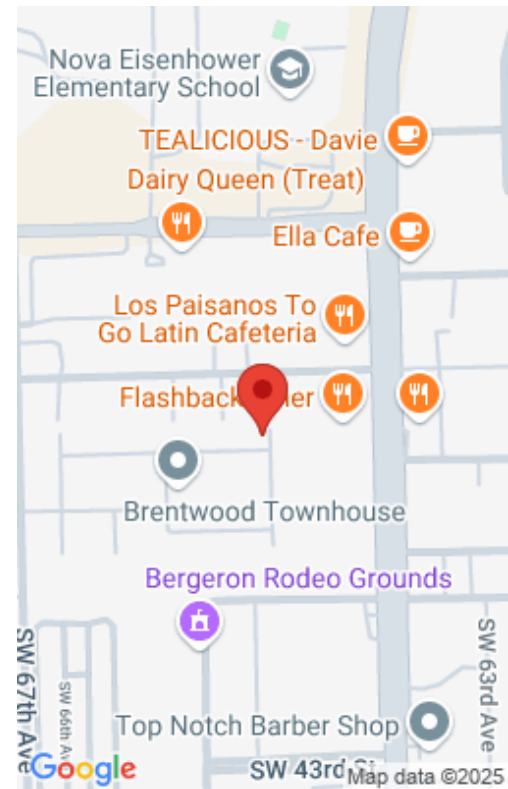 Nova Eisenhower
Elementary School
TEALICIOUS - Davie
Dairy Queen (Treat)
Ella Cafe
Los Paisanos To
Go Latin Cafeteria
Flashback
Brentwood Townhouse
Bergeron Rodeo Grounds
SW 67th Ave
SW 66th
SW 63rd Ave
Top Notch Barber Shop
SW 43rd
Google
Map data ©2025